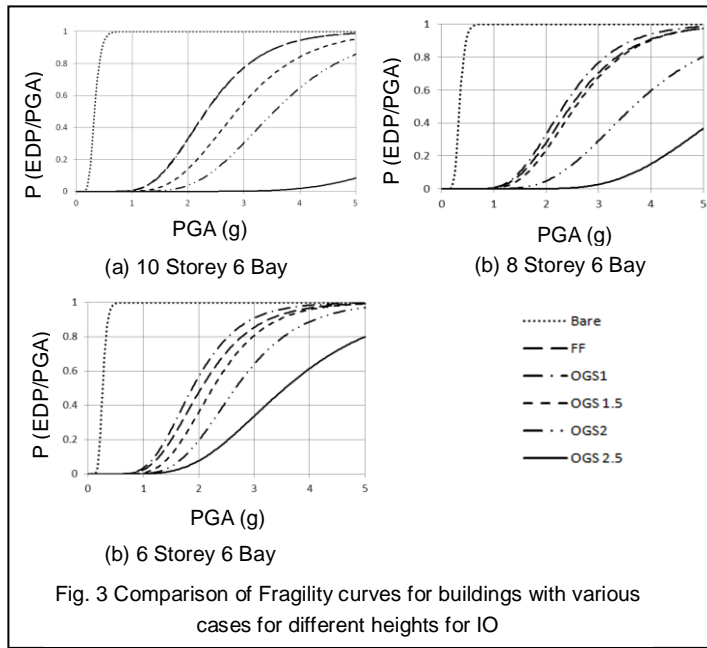 P (EDP/PGA)
1
0.8
0.6
0.4
0.2
0
0 1 2 3 4 5
PGA (g)
(a) 10 Storey 6 Bay
P (EDP/PGA)
1
0.8
0.6
0.4
0.2
0
0 1 2 3 4 5
PGA (g)
(b) 8 Storey 6 Bay
P (EDP/PGA)
1
0.8
0.6
0.4
0.2
0
0 1 2 3 4 5
PGA (g)
(b) 6 Storey 6 Bay
Bare
FF
OGS1
OGS 1.5
OGS2
OGS 2.5
Fig. 3 Comparison of Fragility curves for buildings with various
cases for different heights for IO